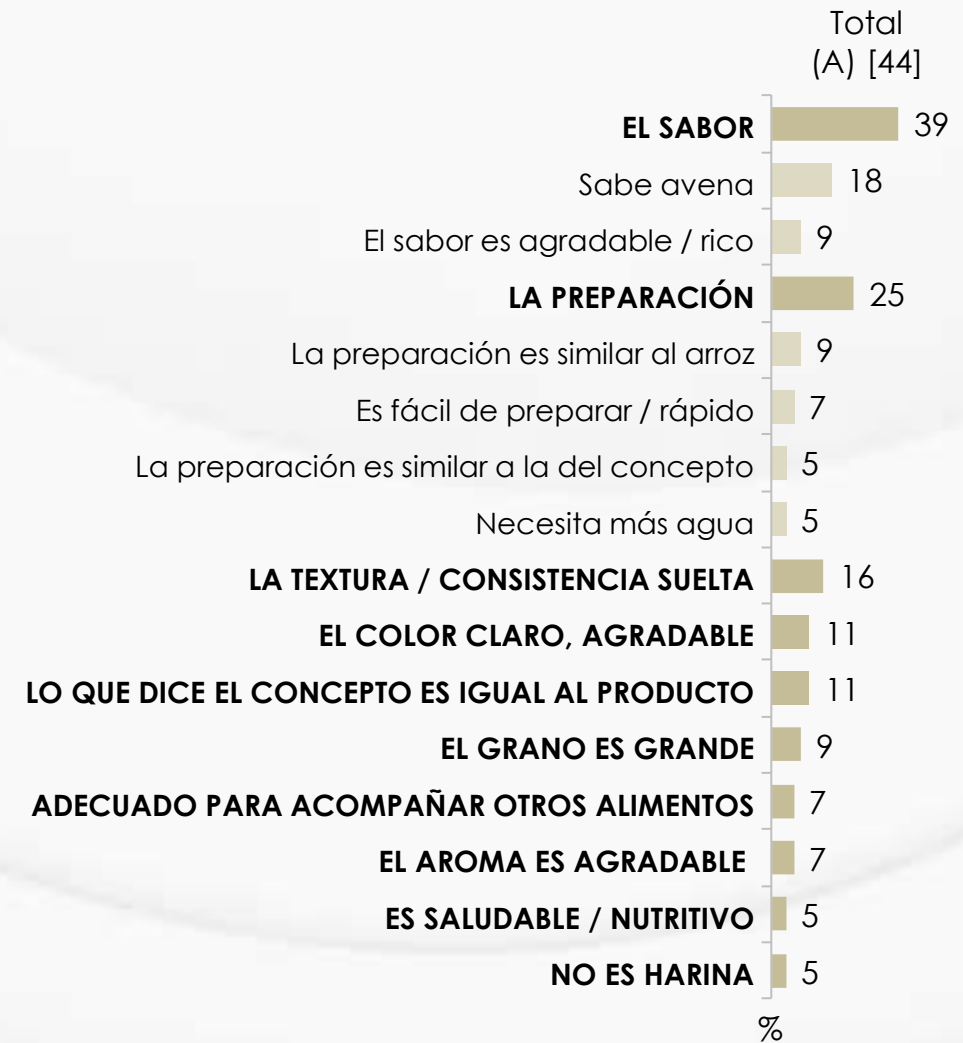 Total
(A) [44]
EL SABOR 39
Sabe avena 18
El sabor es agradable / rico 9
LA PREPARACIÓN 25
La preparación es similar al arroz 9
Es fácil de preparar / rápido 7
La preparación es similar a la del concepto 5
Necesita más agua 5
LA TEXTURA / CONSISTENCIA SUELTA 16
EL COLOR CLARO, AGRADABLE 11
LO QUE DICE EL CONCEPTO ES IGUAL AL PRODUCTO 11
EL GRANO ES GRANDE 9
ADECUADO PARA ACOMPAÑAR OTROS ALIMENTOS 7
EL AROMA ES AGRADABLE 7
ES SALUDABLE / NUTRITIVO 5
NO ES HARINA 5
%